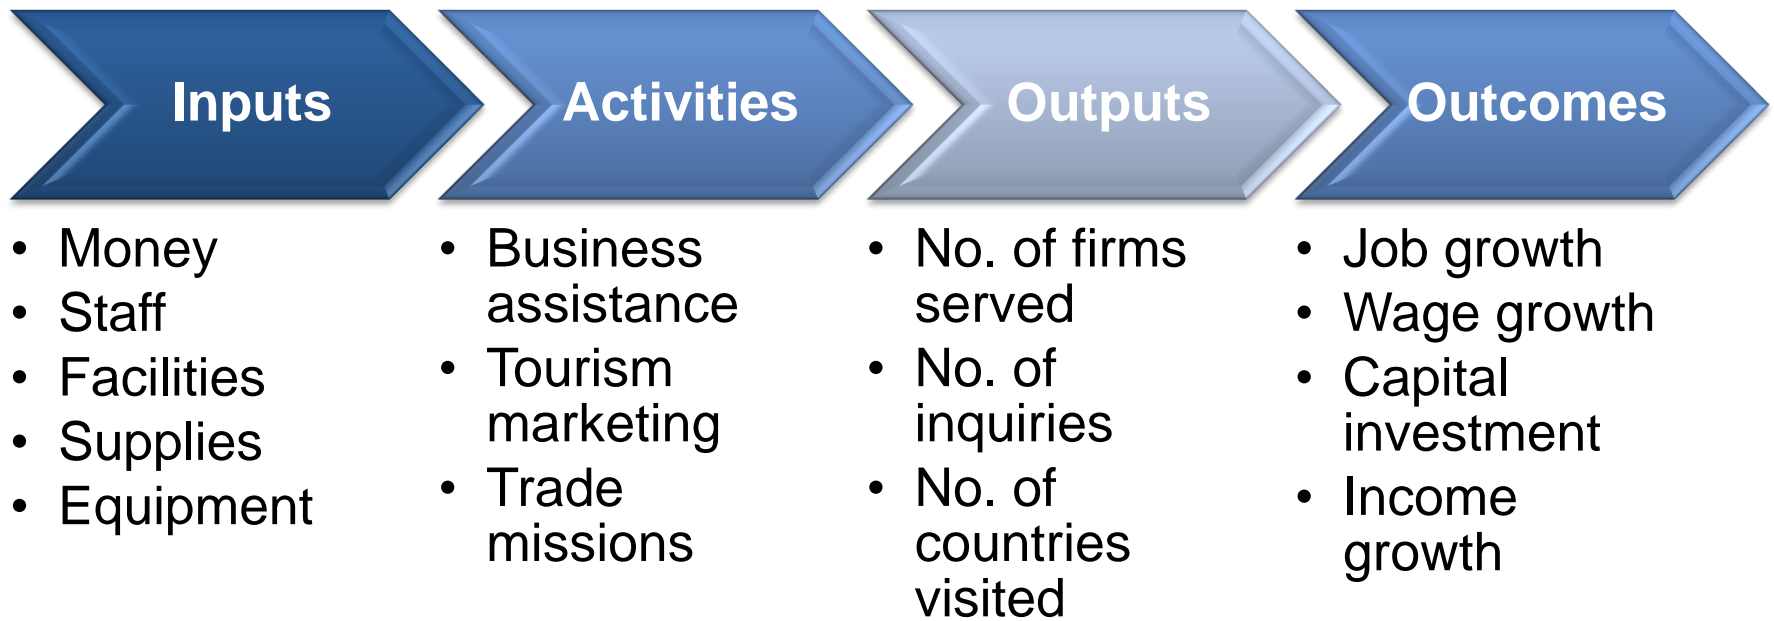 Inputs
Activities
Outputs
Outcomes
• Money
• Staff
• Facilities
• Supplies
• Equipment
• Business
assistance
• Tourism
marketing
• Trade
missions
• No. of firms
served
• No. of
inquiries
• No. of
countries
visited
• Job growth
• Wage growth
• Capital
investment
• Income
growth